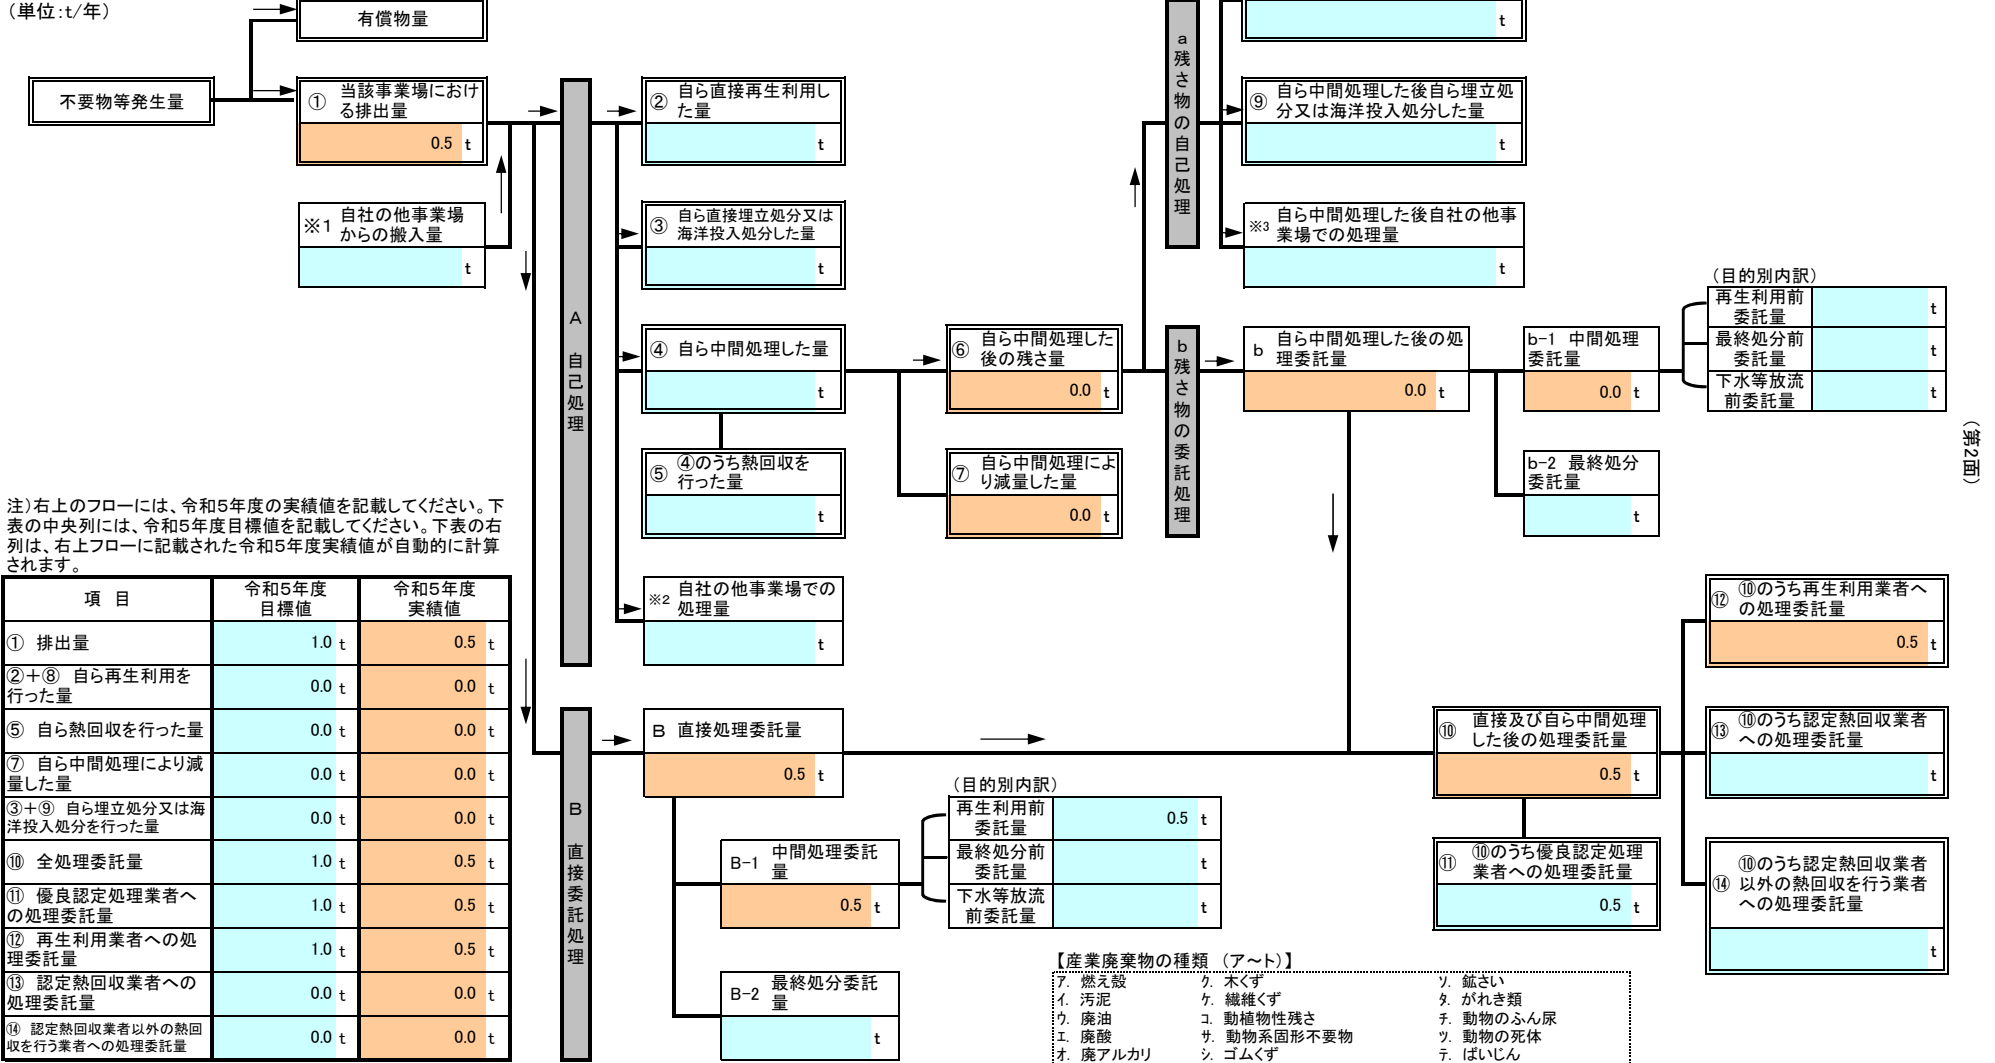 （単位：t/年）
有償物量
不要物等発生量
① 当該事業場におけ
る排出量
0.5 t
※1 自社の他事業場
からの搬入量
t
A 自己処理
② 自ら直接再生利用し
た量
t
③ 自ら直接埋立処分又は
海洋投入処分した量
t
④ 自ら中間処理した量
t
⑤ ④のうち熱回収を
行った量
t
※2 自社の他事業場での
処理量
t
⑥ 自ら中間処理した
後の残さ量
0.0 t
⑦ 自ら中間処理によ
り減量した量
0.0 t
a残さ物の自己処理
t
⑨ 自ら中間処理した後自ら埋立処
分又は海洋投入処分した量
t
※3 自ら中間処理した後自社の他事
業場での処理量
t
b残さ物の委託処理
b 自ら中間処理した後の処
理委託量
0.0 t
b-1 中間処理
委託量
0.0 t
b-2 最終処分
委託量
t
（目的別内訳）
再生利用前
委託量
t
最終処分前
委託量
t
下水等放流
前委託量
t
（第2面）
注）右上のフローには、令和5年度の実績値を記載してください。下
表の中央列には、令和5年度目標値を記載してください。下表の右
列は、右上フローに記載された令和5年度実績値が自動的に計算
されます。
項 目
令和5年度
目標値
令和5年度
実績値
① 排出量
1.0 t
0.5 t
②＋⑧ 自ら再生利用を
行った量
0.0 t
0.0 t
⑤ 自ら熱回収を行った量
0.0 t
0.0 t
⑦ 自ら中間処理により減
量した量
0.0 t
0.0 t
③＋⑨ 自ら埋立処分又は海
洋投入処分を行った量
0.0 t
0.0 t
⑩ 全処理委託量
1.0 t
0.5 t
⑪ 優良認定処理業者へ
の処理委託量
1.0 t
0.5 t
⑫ 再生利用業者への処
理委託量
1.0 t
0.5 t
⑬ 認定熱回収業者への
処理委託量
0.0 t
0.0 t
⑭ 認定熱回収業者以外の熱回
収を行う業者への処理委託量
0.0 t
0.0 t
B 直接委託処理
B 直接処理委託量
0.5 t
B-1 中間処理委託
量
0.5 t
B-2 最終処分委託
量
t
（目的別内訳）
再生利用前
委託量
0.5 t
最終処分前
委託量
t
下水等放流
前委託量
t
⑩ 直接及び自ら中間処理
した後の処理委託量
0.5 t
⑪ ⑩のうち優良認定処理
業者への処理委託量
0.5 t
⑫ ⑩のうち再生利用業者へ
の処理委託量
0.5 t
⑬ ⑩のうち認定熱回収業者
への処理委託量
t
⑭ ⑩のうち認定熱回収業者
以外の熱回収を行う業者
への処理委託量
t
【産業廃棄物の種類 （ア～ト）】
ア. 燃え殻 ク. 木くず ソ. 鉱さい
イ. 汚泥 ケ. 繊維くず タ. がれき類
ウ. 廃油 コ. 動植物性残さ チ. 動物のふん尿
エ. 廃酸 サ. 動物系固形不要物 ツ. 動物の死体
オ. 廃アルカリ シ. ゴムくず テ. ばいじん